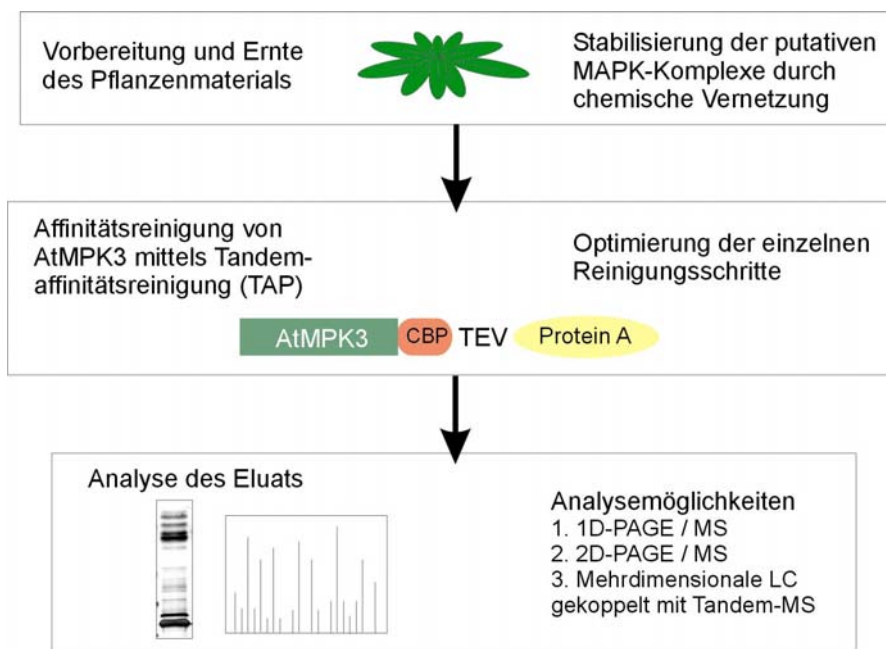 Vorbereitung und Ernte
des Pflanzenmaterials
Stabilisierung der putativen
MAPK-Komplexe durch
chemische Vernetzung
Affinitätsreinigung von
AtMPK3 mittels Tandem-
affinitätsreinigung (TAP)
Optimierung der einzelnen
Reinigungsschritte
AtMPK3 CBP TEV Protein A
Analyse des Eluats
Analysemöglichkeiten
1. 1D-PAGE / MS
2. 2D-PAGE / MS
3. Mehrdimensionale LC
gekoppelt mit Tandem-MS